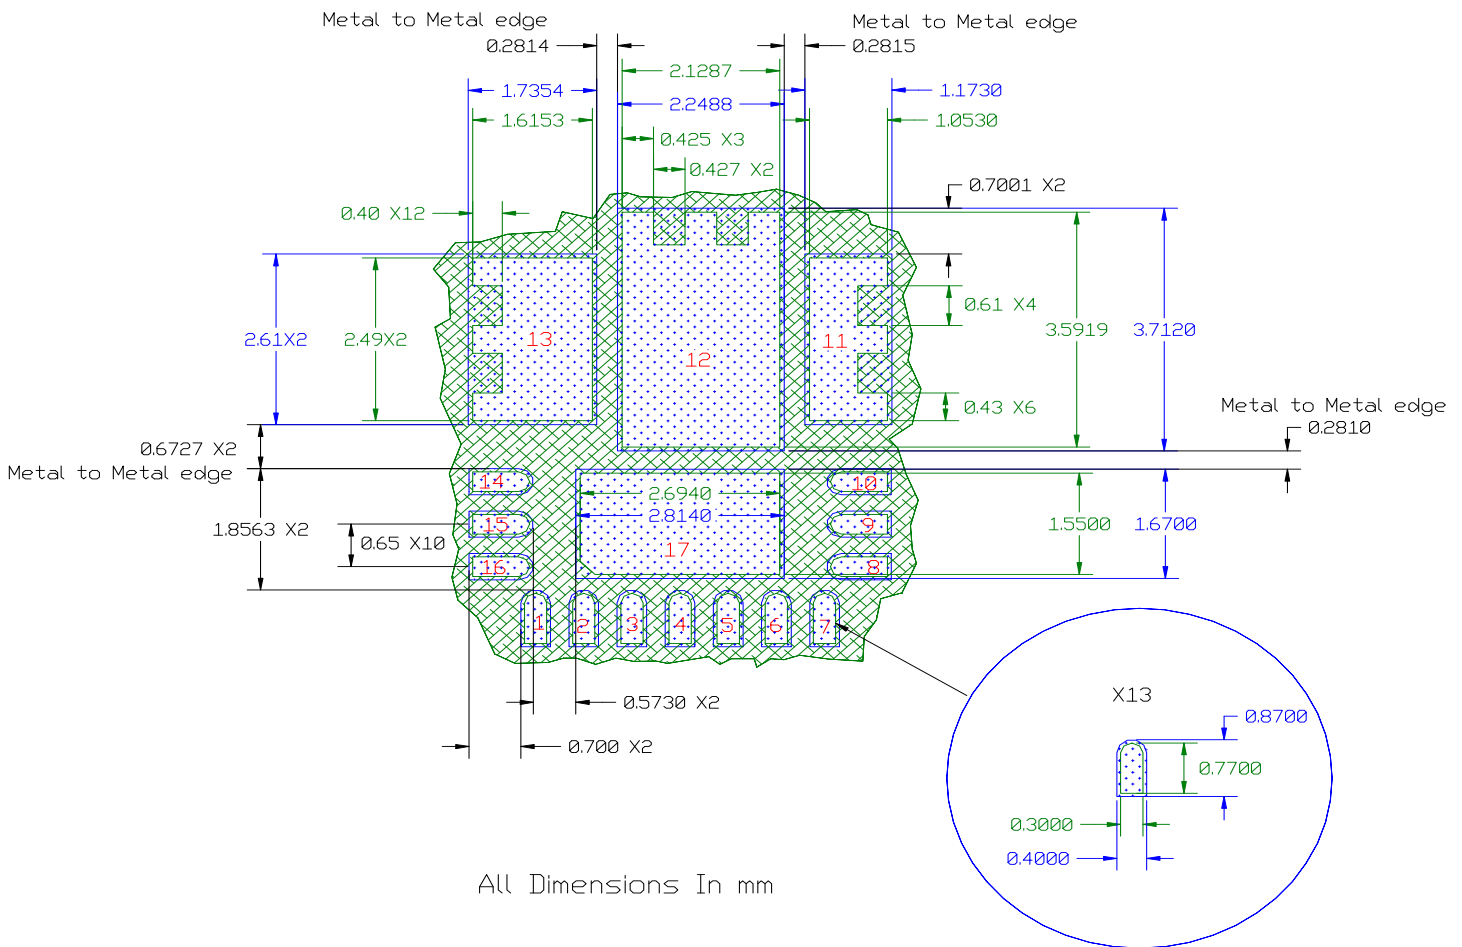 Metal to Metal edge
Metal to Metal edge
0.2814
0.2815
2.1287
1.7354
1.1730
2.2488
1.6153
1.0530
0.425 X3
0.427 X2
0.7001 X2
0.40 X12
0.61 X4
2.61X2
2.49X2
13
12
11
3.5919
3.7120
0.43 X6
Metal to Metal edge
0.2810
0.6727 X2
Metal to Metal edge
14
10
2.6940
2.8140
1.8563 X2
0.65 X10
15
9
1.5500
1.6700
17
16
8
1
2
3
4
5
6
7
0.5730 X2
0.700 X2
X13
0.8700
0.7700
0.3000
0.4000
All Dimensions In mm